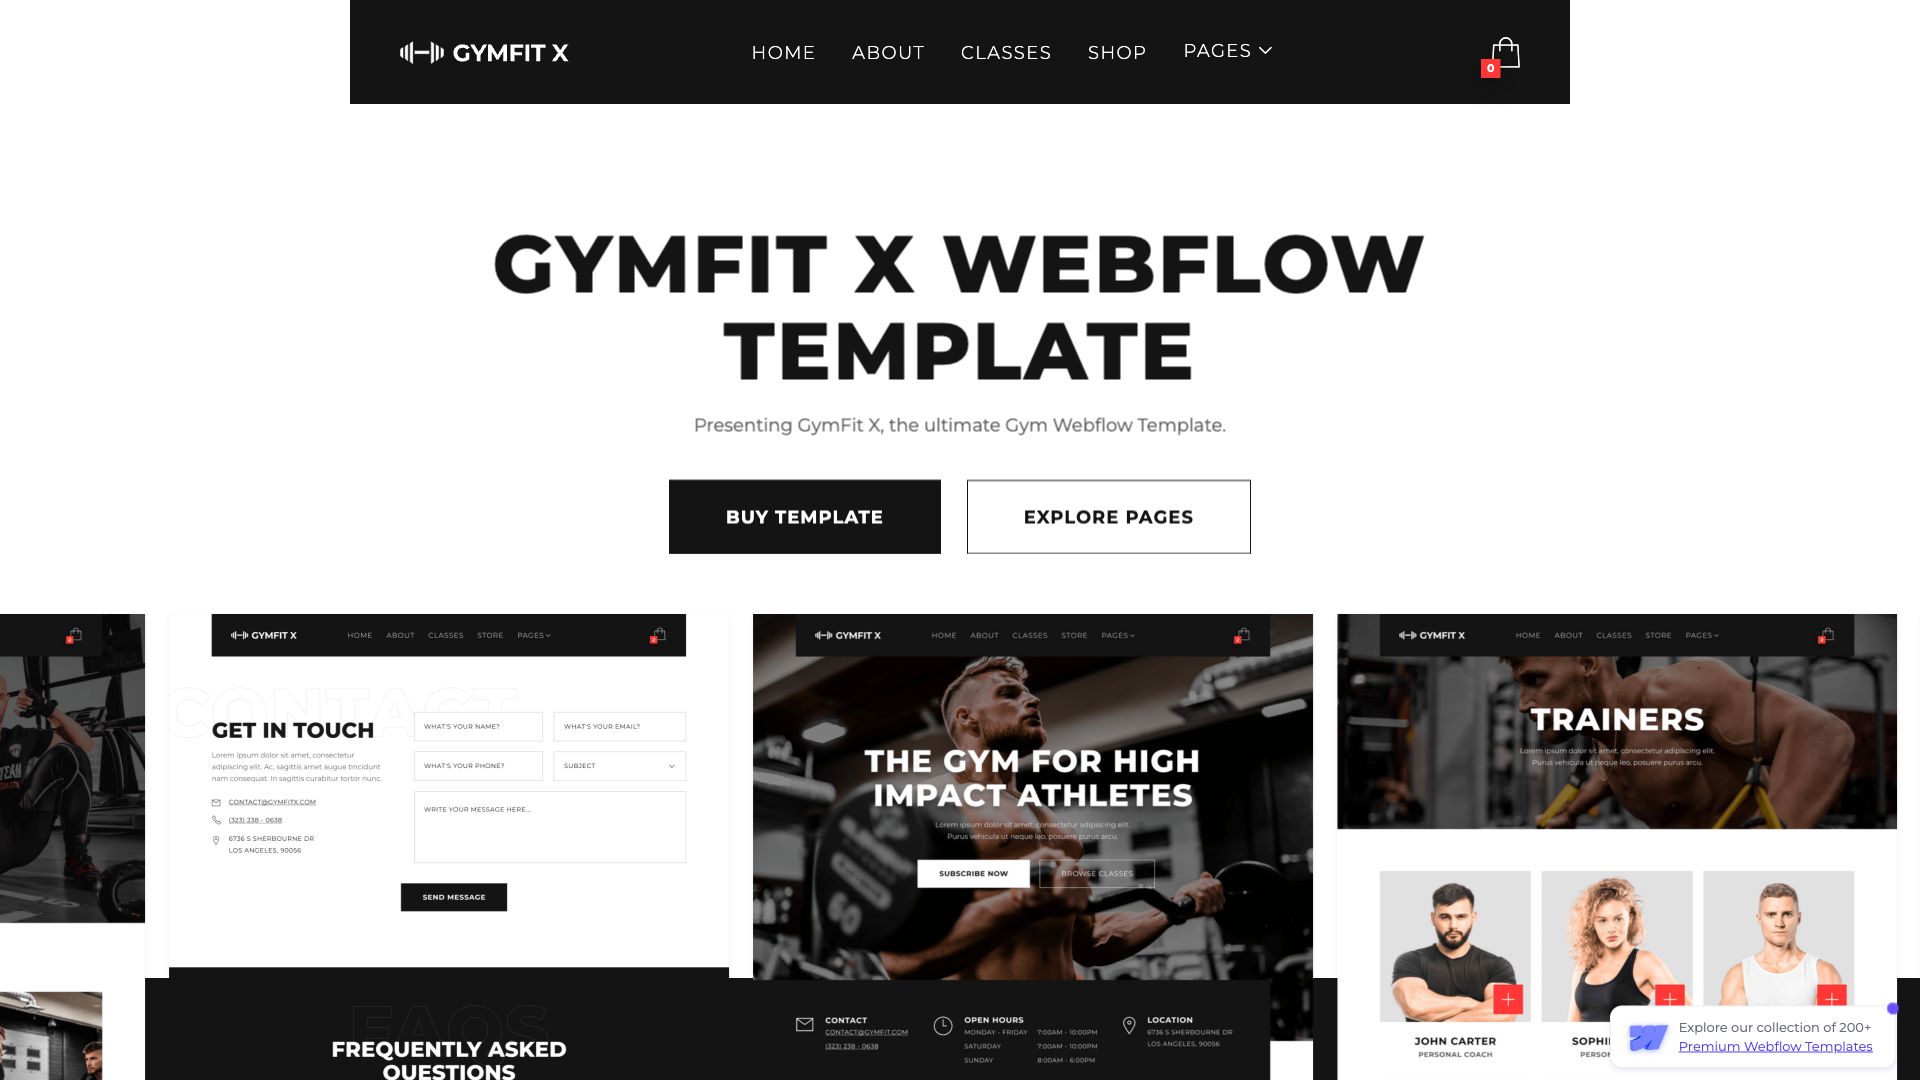 GYMFIT X
HOME
ABOUT
CLASSES
SHOP
PAGES
0
GYMFIT X WEBFLOW
TEMPLATE
Presenting GymFit X, the ultimate Gym Webflow Template.
BUY TEMPLATE
EXPLORE PAGES
GYMFIT X
HOME
ABOUT
CLASSES
STORE
PAGES
CONTACT
GET IN TOUCH
Lorem ipsum dolor sit amet, consectetur
adipiscing elit. Ac, sagittis amet augue tincidunt
nam consequat. In sagittis curabitur tortor nunc.
CONTACT@GYMFITX.COM
(323) 238 - 0638
6736 S SHERBOURNE DR
LOS ANGELES, 90056
WHAT'S YOUR NAME?
WHAT'S YOUR EMAIL?
WHAT'S YOUR PHONE?
SUBJECT
WRITE YOUR MESSAGE HERE...
SEND MESSAGE
FAQS
FREQUENTLY ASKED
QUESTIONS
GYMFIT X
HOME
ABOUT
CLASSES
STORE
PAGES
THE GYM FOR HIGH
IMPACT ATHLETES
Lorem ipsum dolor sit amet, consectetur adipiscing elit.
Purus vehicula ut neque leo, posuere purus arcu.
SUBSCRIBE NOW
BROWSE CLASSES
CONTACT
CONTACT@GYMFIT.COM
(323) 238 - 0638
OPEN HOURS
MONDAY - FRIDAY 7:00AM - 10:00PM
SATURDAY 7:00AM - 10:00PM
SUNDAY 8:00AM - 6:00PM
LOCATION
6736 S SHERBOURNE DR
LOS ANGELES, 90056
GYMFIT X
HOME
ABOUT
CLASSES
STORE
PAGES
TRAINERS
Lorem ipsum dolor sit amet, consectetur adipiscing elit.
Purus vehicula ut neque leo, posuere purus arcu.
JOHN CARTER
PERSONAL COACH
SOPHI
PERSON
Explore our collection of 200+
Premium Webflow Templates